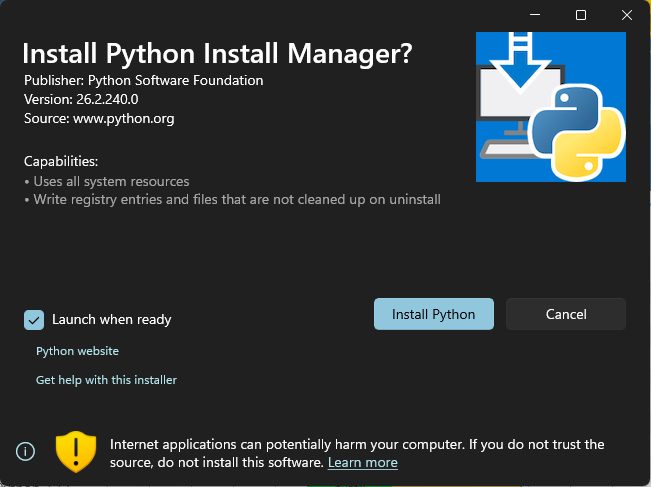 Install Python Install Manager?
Publisher: Python Software Foundation
Version: 26.2.240.0
Source: www.python.org
Capabilities:
• Uses all system resources
• Write registry entries and files that are not cleaned up on uninstall
Launch when ready
Install Python
Cancel
Python website
Get help with this installer
Internet applications can potentially harm your computer. If you do not trust the
source, do not install this software. Learn more